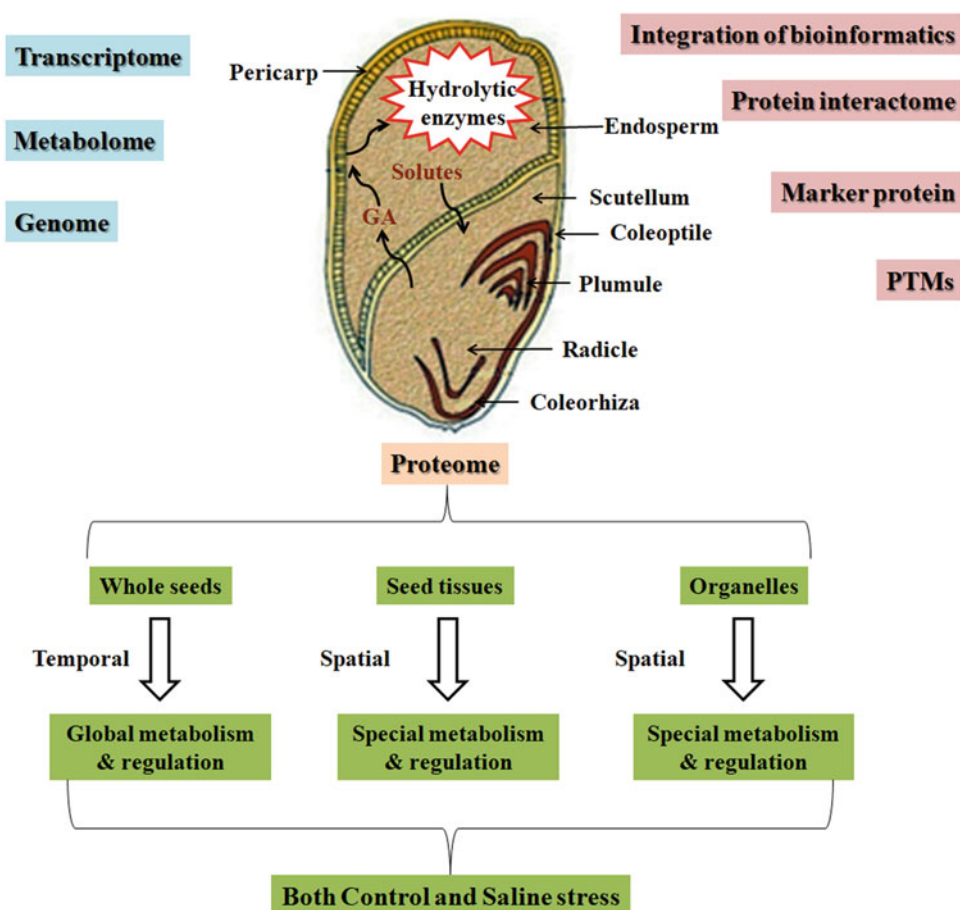 Transcriptome
Metabolome
Genome
Pericarp
Hydrolytic
enzymes
Solutes
GA
Endosperm
Scutellum
Coleoptile
Plumule
Radicle
Coleorhiza
Integration of bioinformatics
Protein interactome
Marker protein
PTMs
Proteome
Whole seeds
Seed tissues
Organelles
Temporal
Spatial
Spatial
Global metabolism
& regulation
Special metabolism
& regulation
Special metabolism
& regulation
Both Control and Saline stress